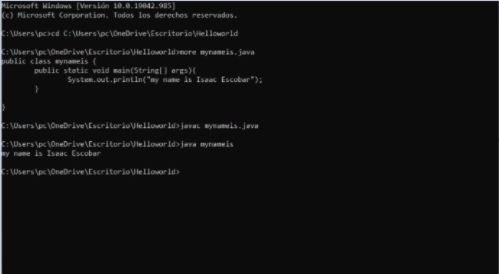 Microsoft Windows [Versión 10.0.19042.985]
(c) Microsoft Corporation. Todos los derechos reservados.
C:\Users\pc>cd C:\Users\pc\OneDrive\Escritorio\Helloworld
C:\Users\pc\OneDrive\Escritorio\Helloworld>more mynameis.java
public class mynameis {
public static void main(String[] args){
System.out.println("my name is Isaac Escobar");
}
}
C:\Users\pc\OneDrive\Escritorio\Helloworld>javac mynameis.java
C:\Users\pc\OneDrive\Escritorio\Helloworld>java mynameis
my name is Isaac Escobar
C:\Users\pc\OneDrive\Escritorio\Helloworld>